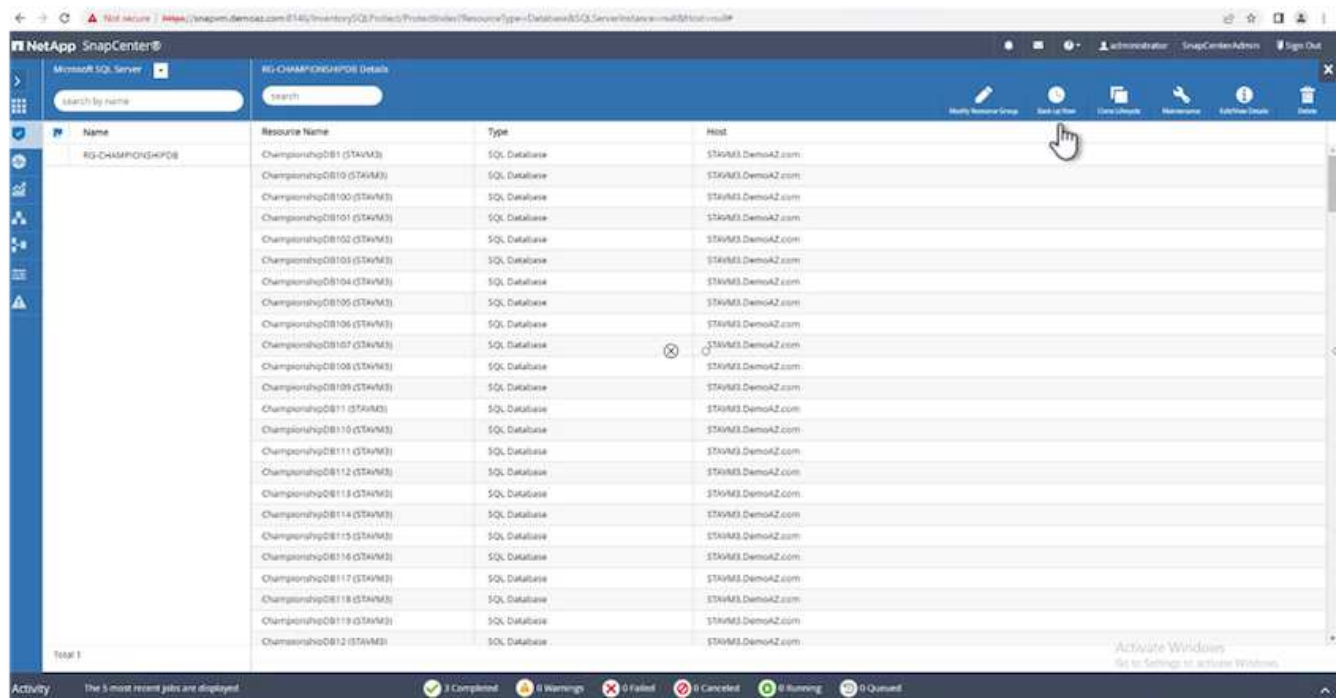 Not secure | https://snapvm.demoaz.com:8146/
NetApp SnapCenter®
administrator SnapCenterAdmin Sign Out
Microsoft SQL Server
RG-CHAMPIONSHIPDB Details
search by name
search
Modify Resource Group Back up Now Clone Lifecycle Maintenance Edit/View Details Delete
Name
Resource Name Type Host
RG-CHAMPIONSHIPDB
ChampionshipDB1 (STAVM3) SQL Database STAVM3.DemoAZ.com
ChampionshipDB10 (STAVM3) SQL Database STAVM3.DemoAZ.com
ChampionshipDB100 (STAVM3) SQL Database STAVM3.DemoAZ.com
ChampionshipDB101 (STAVM3) SQL Database STAVM3.DemoAZ.com
ChampionshipDB102 (STAVM3) SQL Database STAVM3.DemoAZ.com
ChampionshipDB103 (STAVM3) SQL Database STAVM3.DemoAZ.com
ChampionshipDB104 (STAVM3) SQL Database STAVM3.DemoAZ.com
ChampionshipDB105 (STAVM3) SQL Database STAVM3.DemoAZ.com
ChampionshipDB106 (STAVM3) SQL Database STAVM3.DemoAZ.com
ChampionshipDB107 (STAVM3) SQL Database STAVM3.DemoAZ.com
ChampionshipDB108 (STAVM3) SQL Database STAVM3.DemoAZ.com
ChampionshipDB109 (STAVM3) SQL Database STAVM3.DemoAZ.com
ChampionshipDB11 (STAVM3) SQL Database STAVM3.DemoAZ.com
ChampionshipDB110 (STAVM3) SQL Database STAVM3.DemoAZ.com
ChampionshipDB111 (STAVM3) SQL Database STAVM3.DemoAZ.com
ChampionshipDB112 (STAVM3) SQL Database STAVM3.DemoAZ.com
ChampionshipDB113 (STAVM3) SQL Database STAVM3.DemoAZ.com
ChampionshipDB114 (STAVM3) SQL Database STAVM3.DemoAZ.com
ChampionshipDB115 (STAVM3) SQL Database STAVM3.DemoAZ.com
ChampionshipDB116 (STAVM3) SQL Database STAVM3.DemoAZ.com
ChampionshipDB117 (STAVM3) SQL Database STAVM3.DemoAZ.com
ChampionshipDB118 (STAVM3) SQL Database STAVM3.DemoAZ.com
ChampionshipDB119 (STAVM3) SQL Database STAVM3.DemoAZ.com
ChampionshipDB12 (STAVM3) SQL Database STAVM3.DemoAZ.com
Total 1
Activate Windows
Go to Settings to activate Windows.
Activity The 5 most recent jobs are displayed 3 Completed 0 Warnings 0 Failed 0 Canceled 0 Running 0 Queued